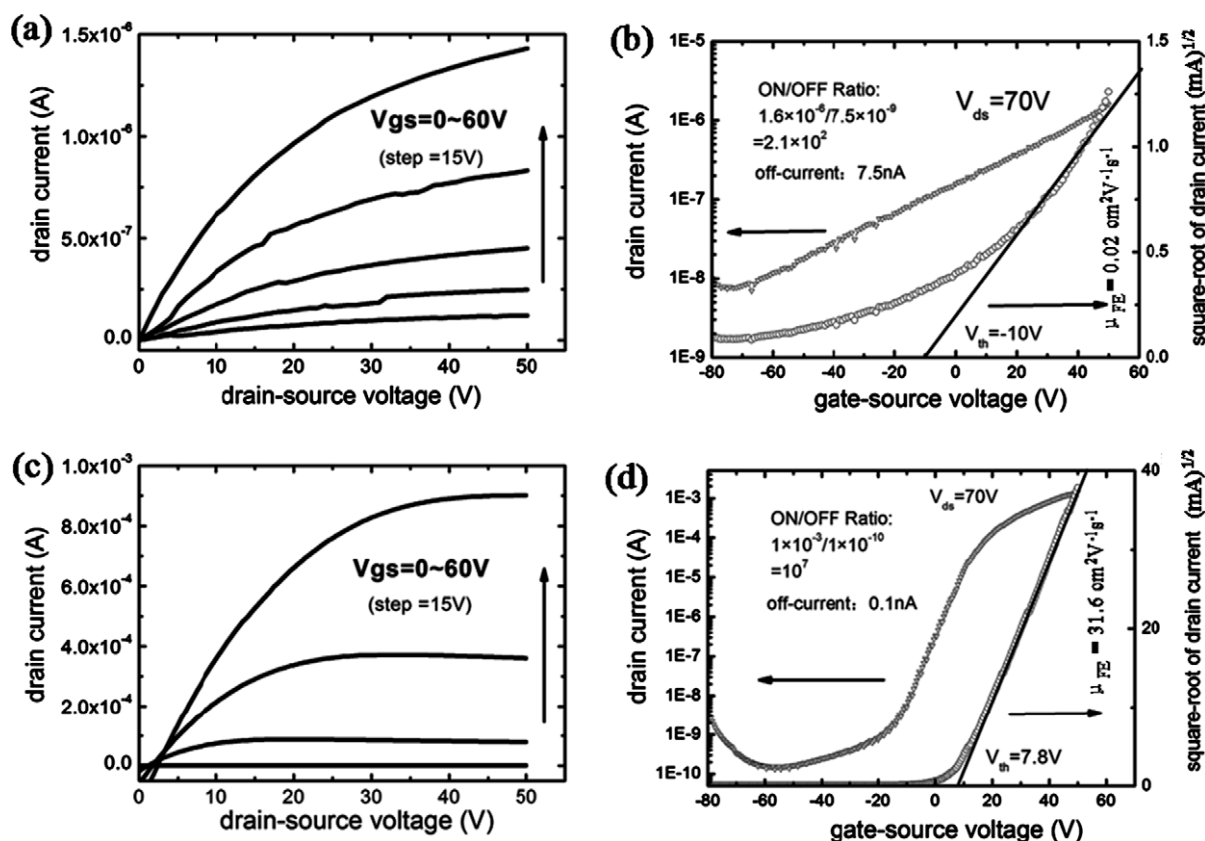 (a)
1.5x10⁻⁶
1.0x10⁻⁶
5.0x10⁻⁷
0.0
drain current (A)
Vgs=0~60V
(step =15V)
0 10 20 30 40 50
drain-source voltage (V)
(b)
1E-5
1E-6
1E-7
1E-8
1E-9
drain current (A)
ON/OFF Ratio:
1.6×10⁻⁶/7.5×10⁻⁹
=2.1×10²
off-current: 7.5nA
Vds=70V
Vth=-10V
μFE = 0.02 cm²V⁻¹s⁻¹
1.5
1.0
0.5
0.0
square-root of drain current (mA)^1/2
-80 -60 -40 -20 0 20 40 60
gate-source voltage (V)
(c)
1.0x10⁻³
8.0x10⁻⁴
6.0x10⁻⁴
4.0x10⁻⁴
2.0x10⁻⁴
0.0
drain current (A)
Vgs=0~60V
(step =15V)
0 10 20 30 40 50
drain-source voltage (V)
(d)
1E-3
1E-4
1E-5
1E-6
1E-7
1E-8
1E-9
1E-10
drain current (A)
Vds=70V
ON/OFF Ratio:
1×10⁻³/1×10⁻¹⁰
=10⁷
off-current: 0.1nA
Vth=7.8V
μFE = 31.6 cm²V⁻¹s⁻¹
40
20
0
square-root of drain current (mA)^1/2
-80 -60 -40 -20 0 20 40 60
gate-source voltage (V)